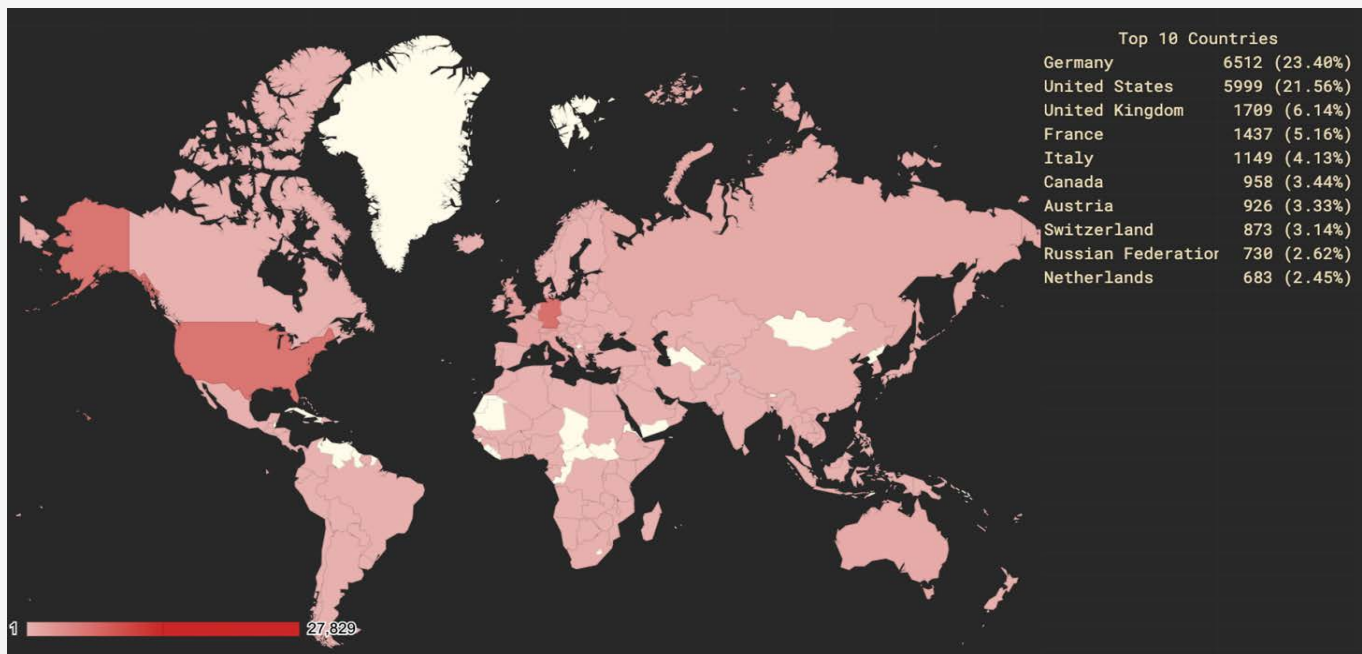 Top 10 Countries
Germany 6512 (23.40%)
United States 5999 (21.56%)
United Kingdom 1709 (6.14%)
France 1437 (5.16%)
Italy 1149 (4.13%)
Canada 958 (3.44%)
Austria 926 (3.33%)
Switzerland 873 (3.14%)
Russian Federation 730 (2.62%)
Netherlands 683 (2.45%)
1 27,829